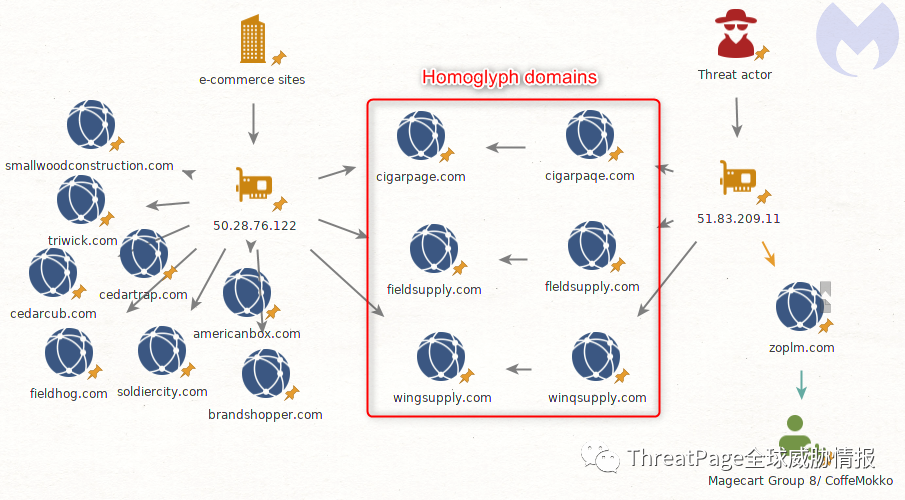 Homoglyph domains
e-commerce sites
Threat actor
smallwoodconstruction.com
cigarpage.com
cigarpaqe.com
50.28.76.122
51.83.209.11
triwick.com
cedartrap.com
fieldsupply.com
fleldsupply.com
cedarcub.com
americanbox.com
zoplm.com
fieldhog.com
soldiercity.com
wingsupply.com
winqsupply.com
brandshopper.com
ThreatPage全球威胁情报
Magecart Group 8/ CoffeMokko